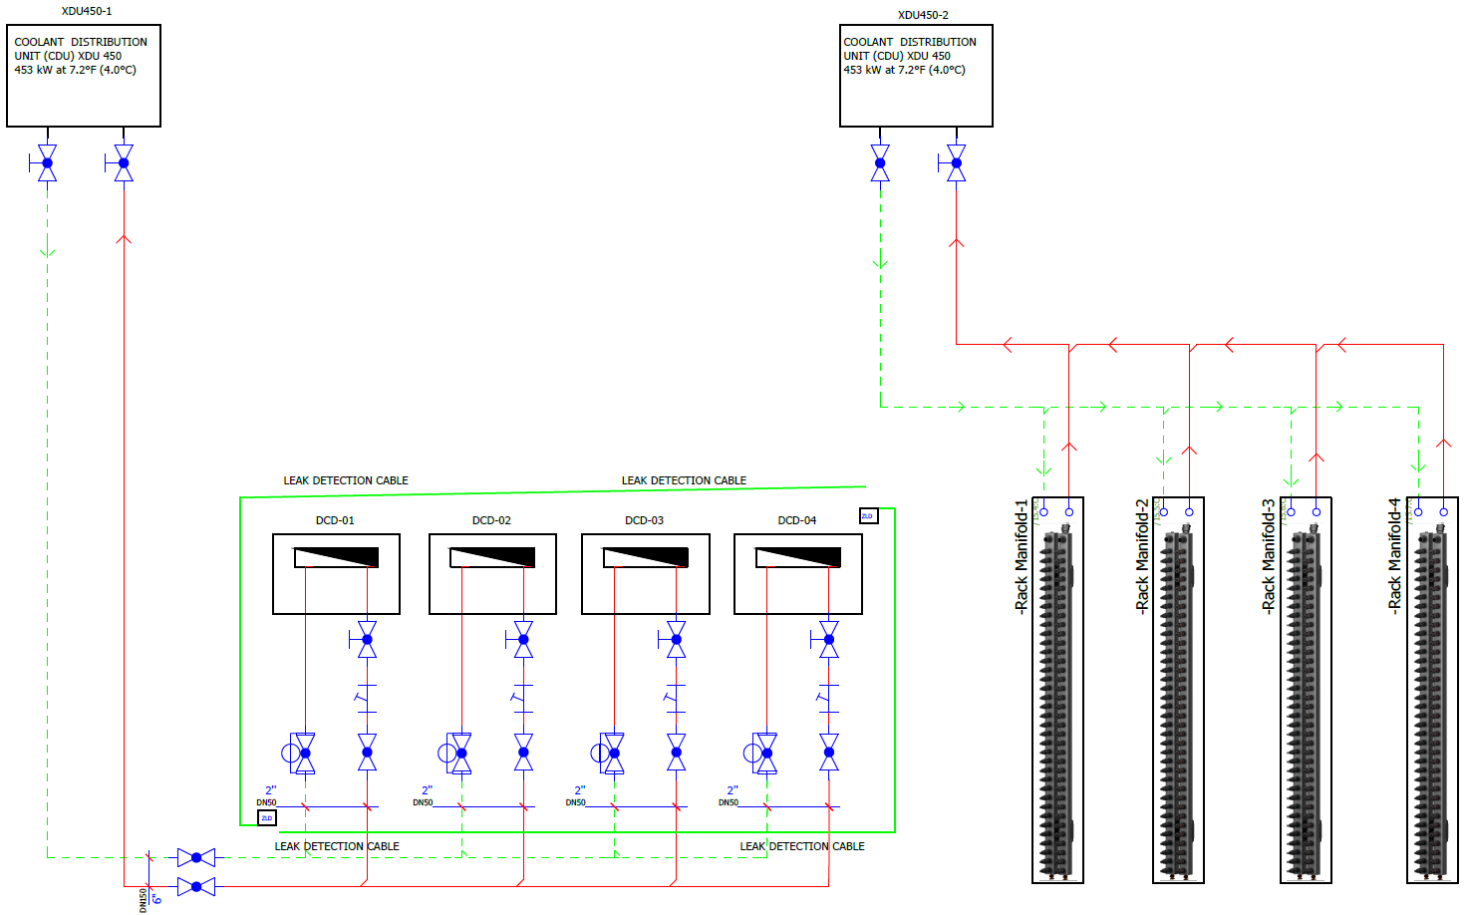 XDU450-1
COOLANT DISTRIBUTION
UNIT (CDU) XDU 450
453 kW at 7.2°F (4.0°C)
XDU450-2
COOLANT DISTRIBUTION
UNIT (CDU) XDU 450
453 kW at 7.2°F (4.0°C)
LEAK DETECTION CABLE
LEAK DETECTION CABLE
DCD-01
DCD-02
DCD-03
DCD-04
ZLD
-Rack Manifold-1
-Rack Manifold-2
-Rack Manifold-3
-Rack Manifold-4
2"
DN50
2"
DN50
2"
DN50
2"
DN50
ZLD
LEAK DETECTION CABLE
LEAK DETECTION CABLE
DN150
6"